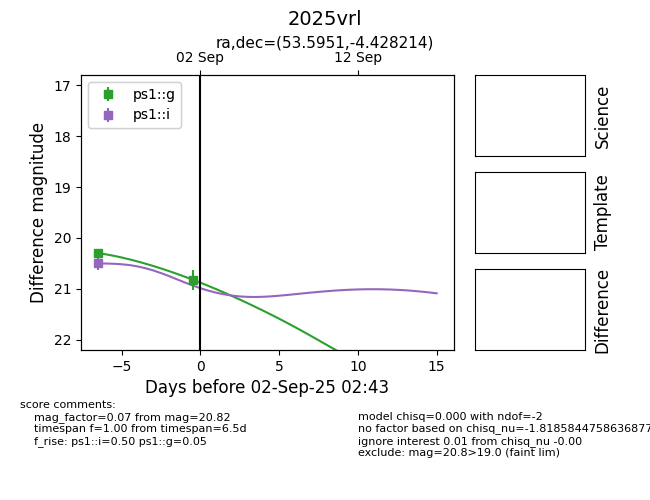 2025vrl
ra,dec=(53.5951,-4.428214)
02 Sep
12 Sep
ps1::g
ps1::i
17
18
19
20
21
22
Difference magnitude
−5
0
5
10
15
Days before 02-Sep-25 02:43
Science
Template
Difference
score comments:
mag_factor=0.07 from mag=20.82
timespan f=1.00 from timespan=6.5d
f_rise: ps1::i=0.50 ps1::g=0.05
model chisq=0.000 with ndof=-2
no factor based on chisq_nu=-1.8185844758636877
ignore interest 0.01 from chisq_nu -0.00
exclude: mag=20.8>19.0 (faint lim)